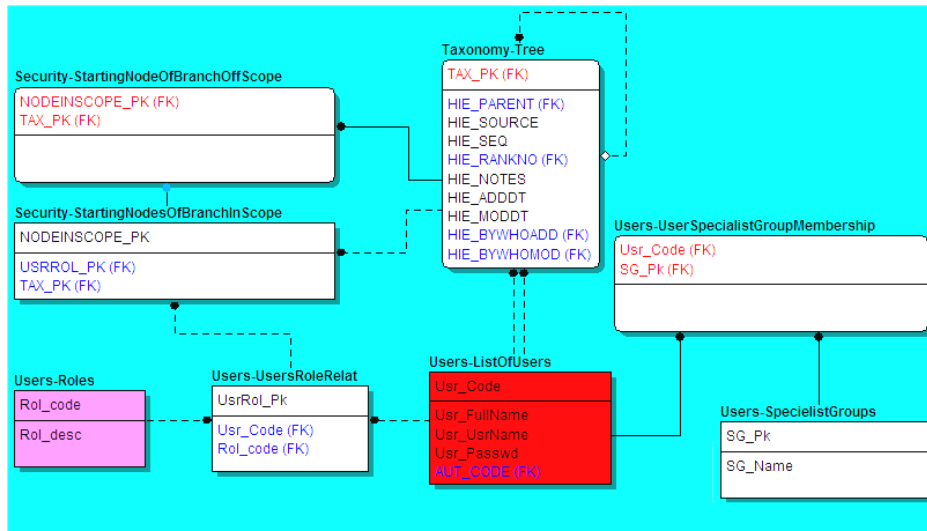 Taxonomy-Tree
TAX_PK (FK)
HIE_PARENT (FK)
HIE_SOURCE
HIE_SEQ
HIE_RANKNO (FK)
HIE_NOTES
HIE_ADDDT
HIE_MODDT
HIE_BYWHOADD (FK)
HIE_BYWHOMOD (FK)
Security-StartingNodeOfBranchOffScope
NODEINSCOPE_PK (FK)
TAX_PK (FK)
Security-StartingNodesOfBranchInScope
NODEINSCOPE_PK
USRROL_PK (FK)
TAX_PK (FK)
Users-UserSpecialistGroupMembership
Usr_Code (FK)
SG_Pk (FK)
Users-Roles
Rol_code
Rol_desc
Users-UsersRoleRelat
UsrRol_Pk
Usr_Code (FK)
Rol_code (FK)
Users-ListOfUsers
Usr_Code
Usr_FullName
Usr_UsrName
Usr_Passwd
AUT_CODE (FK)
Users-SpecielistGroups
SG_Pk
SG_Name